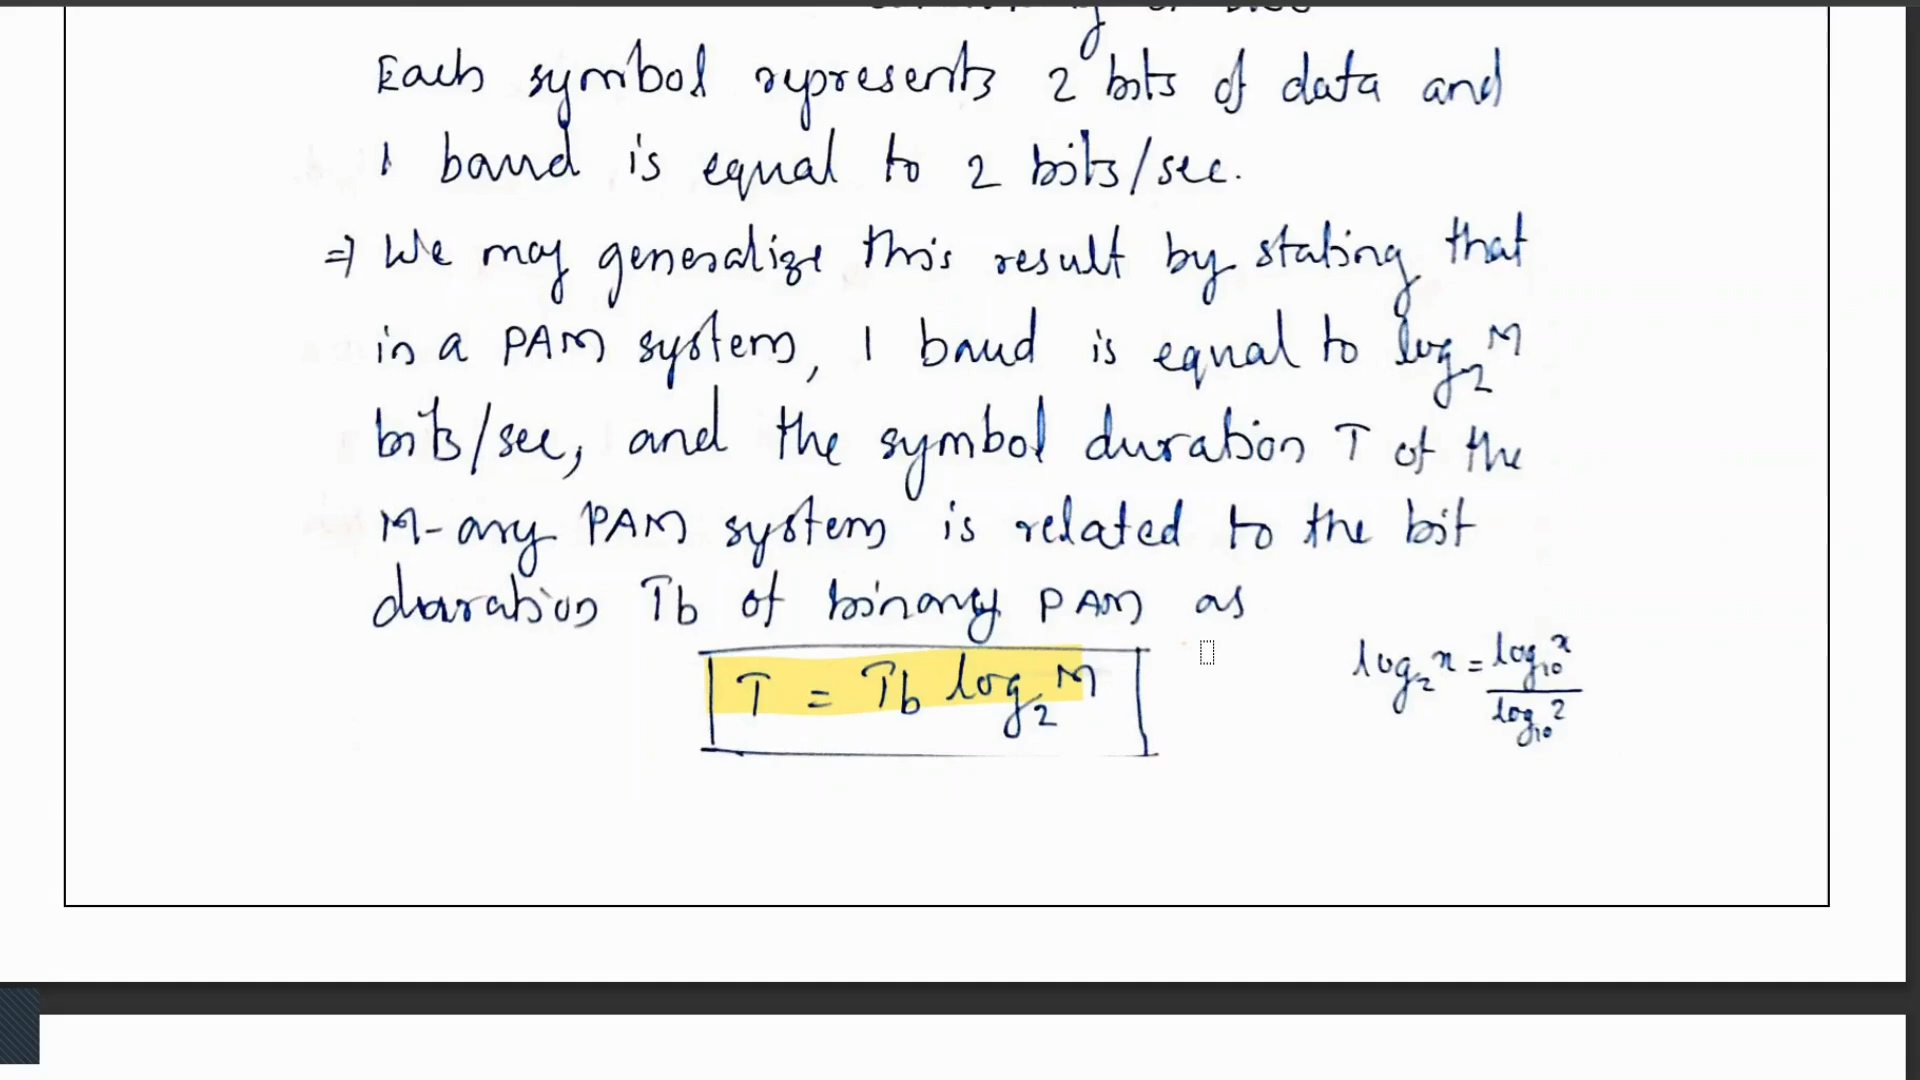 Each symbol represents 2 bits of data and
1 baud is equal to 2 bits/sec.
⇒ We may generalize this result by stating that
in a PAM system, 1 baud is equal to log₂ M
bits/sec, and the symbol duration T of the
M-ary PAM system is related to the bit
duration Tb of binary PAM as
T = Tb log₂ M
log₂ x = log₁₀ x / log₁₀ 2